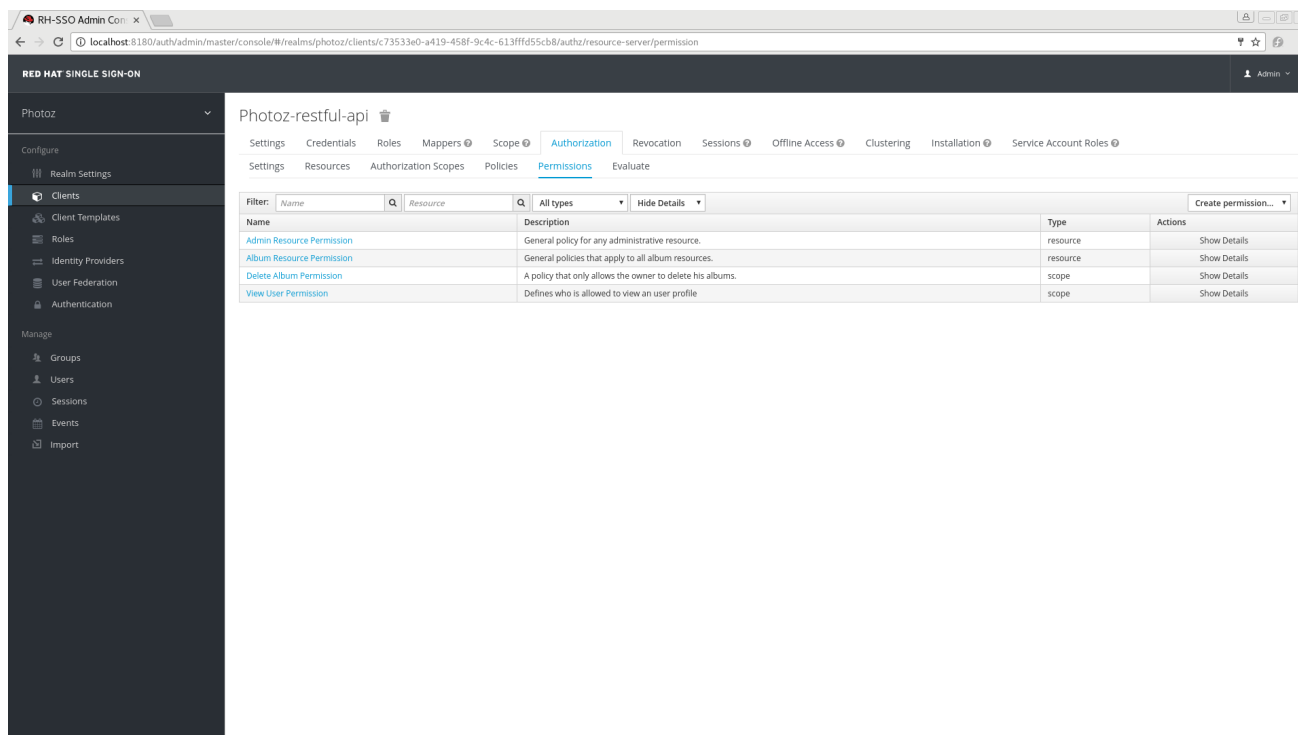 RH-SSO Admin Con
localhost:8180/auth/admin/master/console/#/realms/photoz/clients/c73533e0-a419-458f-9c4c-613fffd55cb8/authz/resource-server/permission
RED HAT SINGLE SIGN-ON
Admin
Photoz
Photoz-restful-api
Settings Credentials Roles Mappers Scope Authorization Revocation Sessions Offline Access Clustering Installation Service Account Roles
Settings Resources Authorization Scopes Policies Permissions Evaluate
Configure
Realm Settings
Clients
Client Templates
Roles
Identity Providers
User Federation
Authentication
Manage
Groups
Users
Sessions
Events
Import
Filter: Name Resource All types Hide Details Create permission...
Name Description Type Actions
Admin Resource Permission General policy for any administrative resource. resource Show Details
Album Resource Permission General policies that apply to all album resources. resource Show Details
Delete Album Permission A policy that only allows the owner to delete his albums. scope Show Details
View User Permission Defines who is allowed to view an user profile scope Show Details